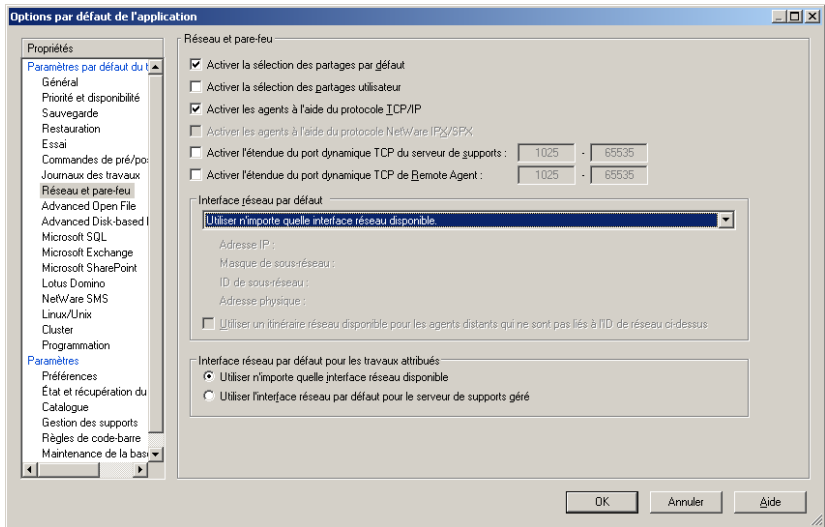 Options par défaut de l'application
Propriétés
Paramètres par défaut du t
Général
Priorité et disponibilité
Sauvegarde
Restauration
Essai
Commandes de pré/po
Journaux des travaux
Réseau et pare-feu
Advanced Open File
Advanced Disk-based
Microsoft SQL
Microsoft Exchange
Microsoft SharePoint
Lotus Domino
NetWare SMS
Linux/Unix
Cluster
Programmation
Paramètres
Préférences
État et récupération du
Catalogue
Gestion des supports
Règles de code-barre
Maintenance de la bas
Réseau et pare-feu
Activer la sélection des partages par défaut
Activer la sélection des partages utilisateur
Activer les agents à l'aide du protocole TCP/IP
Activer les agents à l'aide du protocole NetWare IPX/SPX
Activer l'étendue du port dynamique TCP du serveur de supports : 1025 - 65535
Activer l'étendue du port dynamique TCP de Remote Agent : 1025 - 65535
Interface réseau par défaut
Utiliser n'importe quelle interface réseau disponible.
Adresse IP :
Masque de sous-réseau :
ID de sous-réseau :
Adresse physique :
Utiliser un itinéraire réseau disponible pour les agents distants qui ne sont pas liés à l'ID de réseau ci-dessus
Interface réseau par défaut pour les travaux attribués
Utiliser n'importe quelle interface réseau disponible
Utiliser l'interface réseau par défaut pour le serveur de supports géré
OK
Annuler
Aide